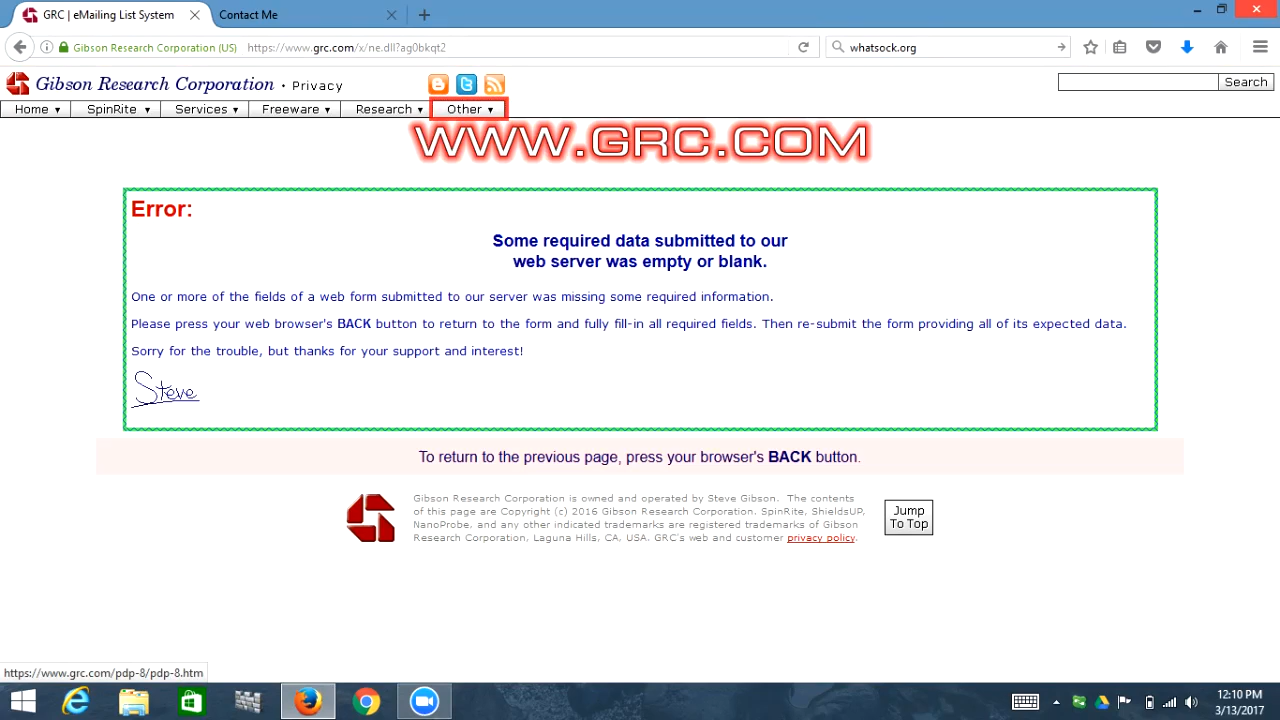 GRC | eMailing List System
Contact Me
Gibson Research Corporation (US)
https://www.grc.com/x/ne.dll?ag0bkqt2
whatsock.org
Gibson Research Corporation · Privacy
Search
Home ▾
SpinRite ▾
Services ▾
Freeware ▾
Research ▾
Other ▾
WWW.GRC.COM
Error:
Some required data submitted to our
web server was empty or blank.
One or more of the fields of a web form submitted to our server was missing some required information.
Please press your web browser's BACK button to return to the form and fully fill-in all required fields. Then re-submit the form providing all of its expected data.
Sorry for the trouble, but thanks for your support and interest!
Steve
To return to the previous page, press your browser's BACK button.
Gibson Research Corporation is owned and operated by Steve Gibson. The contents
of this page are Copyright (c) 2016 Gibson Research Corporation. SpinRite, ShieldsUP,
NanoProbe, and any other indicated trademarks are registered trademarks of Gibson
Research Corporation, Laguna Hills, CA, USA. GRC's web and customer privacy policy.
Jump
To Top
https://www.grc.com/pdp-8/pdp-8.htm
12:10 PM
3/13/2017